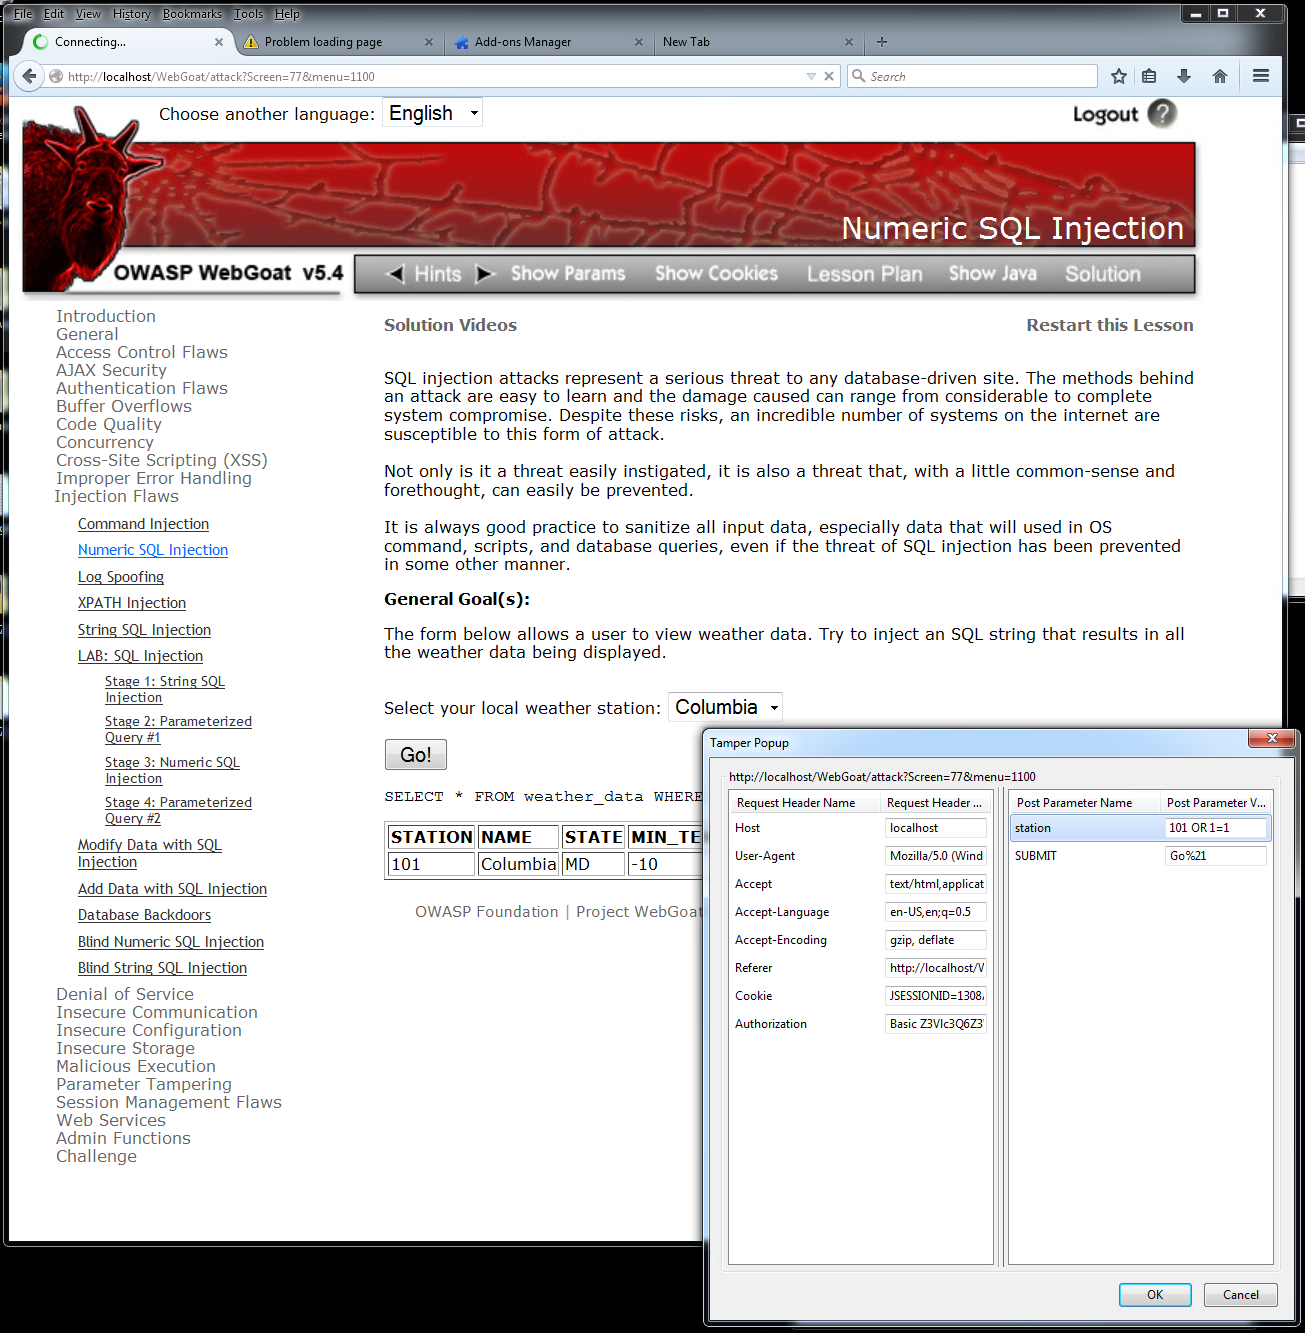 File Edit View History Bookmarks Tools Help
Connecting...
Problem loading page
Add-ons Manager
New Tab
http://localhost/WebGoat/attack?Screen=77&menu=1100
Search
Choose another language: English
Logout ?
Numeric SQL Injection
OWASP WebGoat v5.4
Hints Show Params Show Cookies Lesson Plan Show Java Solution
Introduction
General
Access Control Flaws
AJAX Security
Authentication Flaws
Buffer Overflows
Code Quality
Concurrency
Cross-Site Scripting (XSS)
Improper Error Handling
Injection Flaws
Command Injection
Numeric SQL Injection
Log Spoofing
XPATH Injection
String SQL Injection
LAB: SQL Injection
Stage 1: String SQL
Injection
Stage 2: Parameterized
Query #1
Stage 3: Numeric SQL
Injection
Stage 4: Parameterized
Query #2
Modify Data with SQL
Injection
Add Data with SQL Injection
Database Backdoors
Blind Numeric SQL Injection
Blind String SQL Injection
Denial of Service
Insecure Communication
Insecure Configuration
Insecure Storage
Malicious Execution
Parameter Tampering
Session Management Flaws
Web Services
Admin Functions
Challenge
Solution Videos
Restart this Lesson
SQL injection attacks represent a serious threat to any database-driven site. The methods behind
an attack are easy to learn and the damage caused can range from considerable to complete
system compromise. Despite these risks, an incredible number of systems on the internet are
susceptible to this form of attack.
Not only is it a threat easily instigated, it is also a threat that, with a little common-sense and
forethought, can easily be prevented.
It is always good practice to sanitize all input data, especially data that will used in OS
command, scripts, and database queries, even if the threat of SQL injection has been prevented
in some other manner.
General Goal(s):
The form below allows a user to view weather data. Try to inject an SQL string that results in all
the weather data being displayed.
Select your local weather station: Columbia
Go!
SELECT * FROM weather_data WHERE
STATION NAME STATE MIN_TE
101 Columbia MD -10
OWASP Foundation | Project WebGoat
Tamper Popup
http://localhost/WebGoat/attack?Screen=77&menu=1100
Request Header Name Request Header ...
Host localhost
User-Agent Mozilla/5.0 (Wind
Accept text/html,applicat
Accept-Language en-US,en;q=0.5
Accept-Encoding gzip, deflate
Referer http://localhost/W
Cookie JSESSIONID=1308
Authorization Basic Z3Vlc3Q6Z3
Post Parameter Name Post Parameter V...
station 101 OR 1=1
SUBMIT Go%21
OK Cancel